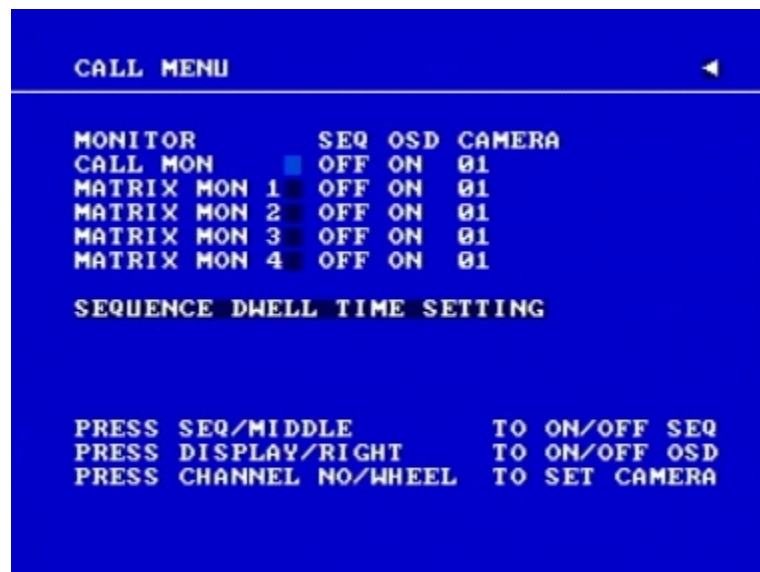 CALL MENU
MONITOR SEQ OSD CAMERA
CALL MON OFF ON 01
MATRIX MON 1 OFF ON 01
MATRIX MON 2 OFF ON 01
MATRIX MON 3 OFF ON 01
MATRIX MON 4 OFF ON 01
SEQUENCE DWELL TIME SETTING
PRESS SEQ/MIDDLE TO ON/OFF SEQ
PRESS DISPLAY/RIGHT TO ON/OFF OSD
PRESS CHANNEL NO/WHEEL TO SET CAMERA